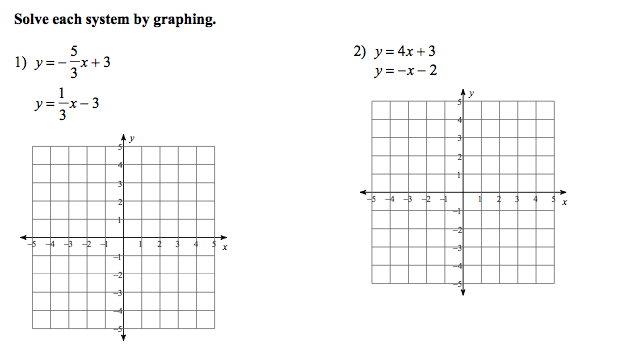 Solve each system by graphing.
1) y = -5/3x + 3
y = 1/3x - 3
2) y = 4x + 3
y = -x - 2
y
5
4
3
2
1
-5 -4 -3 -2 -1 1 2 3 4 5 x
-1
-2
-3
-4
-5
y
5
4
3
2
1
-5 -4 -3 -2 -1 1 2 3 4 5 x
-1
-2
-3
-4
-5